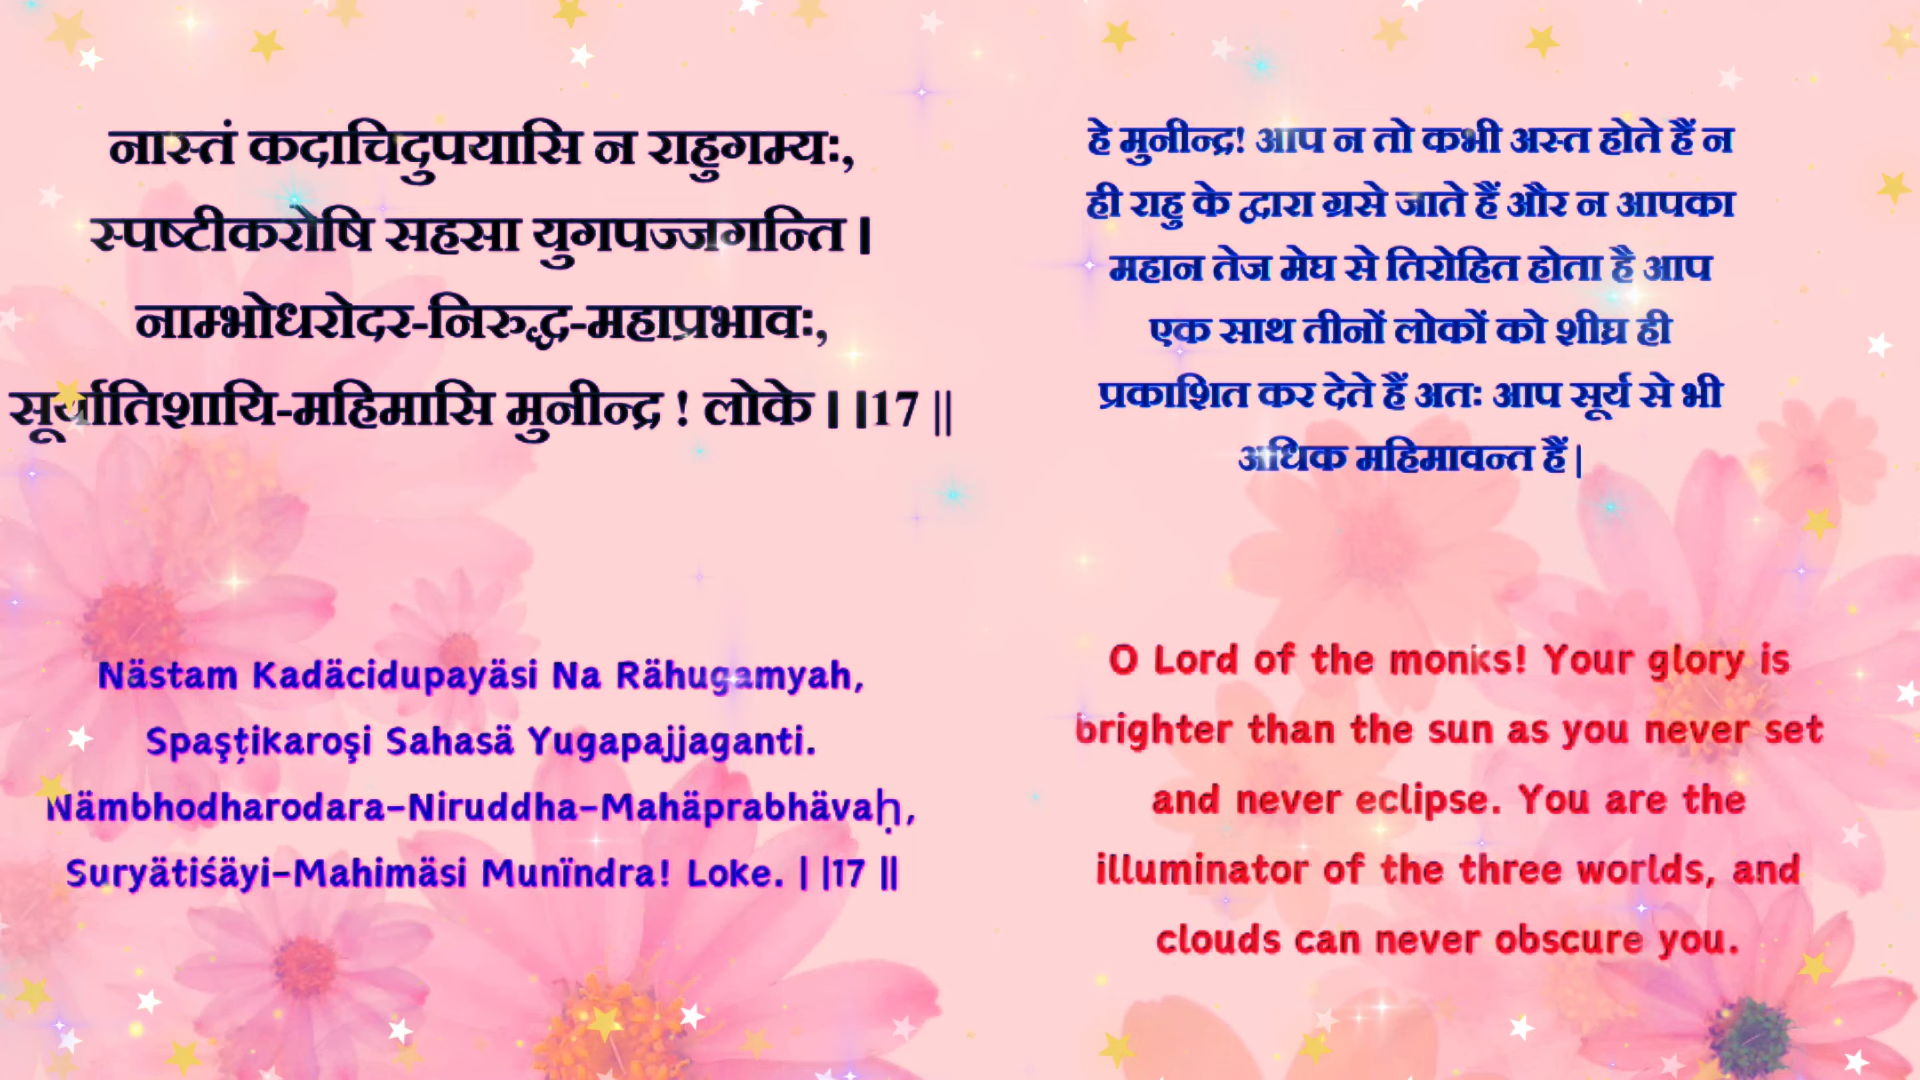 नास्तं कदाचिदुपयासि न राहुगम्यः,
स्पष्टीकरोषि सहसा युगपज्जगन्ति ।
नाम्भोधरोदर-निरुद्ध-महाप्रभावः,
सूर्यातिशायि-महिमासि मुनीन्द्र ! लोके । ।17 ||
हे मुनीन्द्र! आप न तो कभी अस्त होते हैं न
ही राहु के द्वारा ग्रसे जाते हैं और न आपका
महान तेज मेघ से तिरोहित होता है आप
एक साथ तीनों लोकों को शीघ्र ही
प्रकाशित कर देते हैं अतः आप सूर्य से भी
अधिक महिमावन्त हैं |
Nästam Kadäcidupayäsi Na Rähugamyah,
Spaşţikaroşi Sahasä Yugapajjaganti.
Nämbhodharodara-Niruddha-Mahäprabhävaḥ,
Suryätiśäyi-Mahimäsi Munïndra! Loke. | |17 ||
O Lord of the monks! Your glory is
brighter than the sun as you never set
and never eclipse. You are the
illuminator of the three worlds, and
clouds can never obscure you.